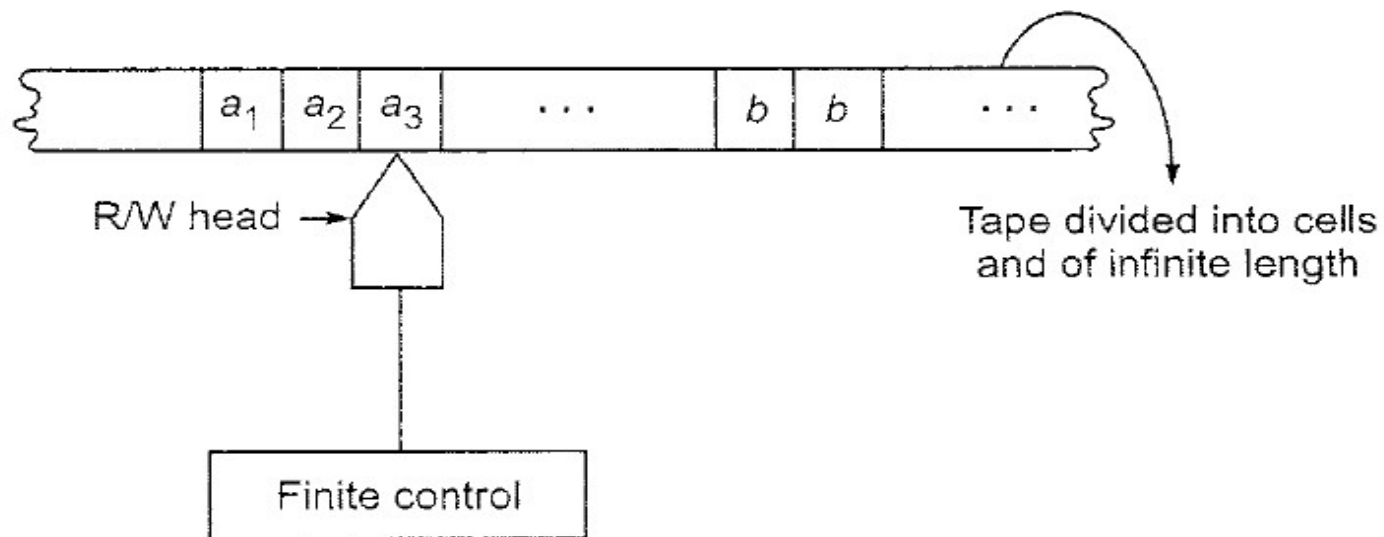 a₁ a₂ a₃ ... b b ...
R/W head
Tape divided into cells
and of infinite length
Finite control